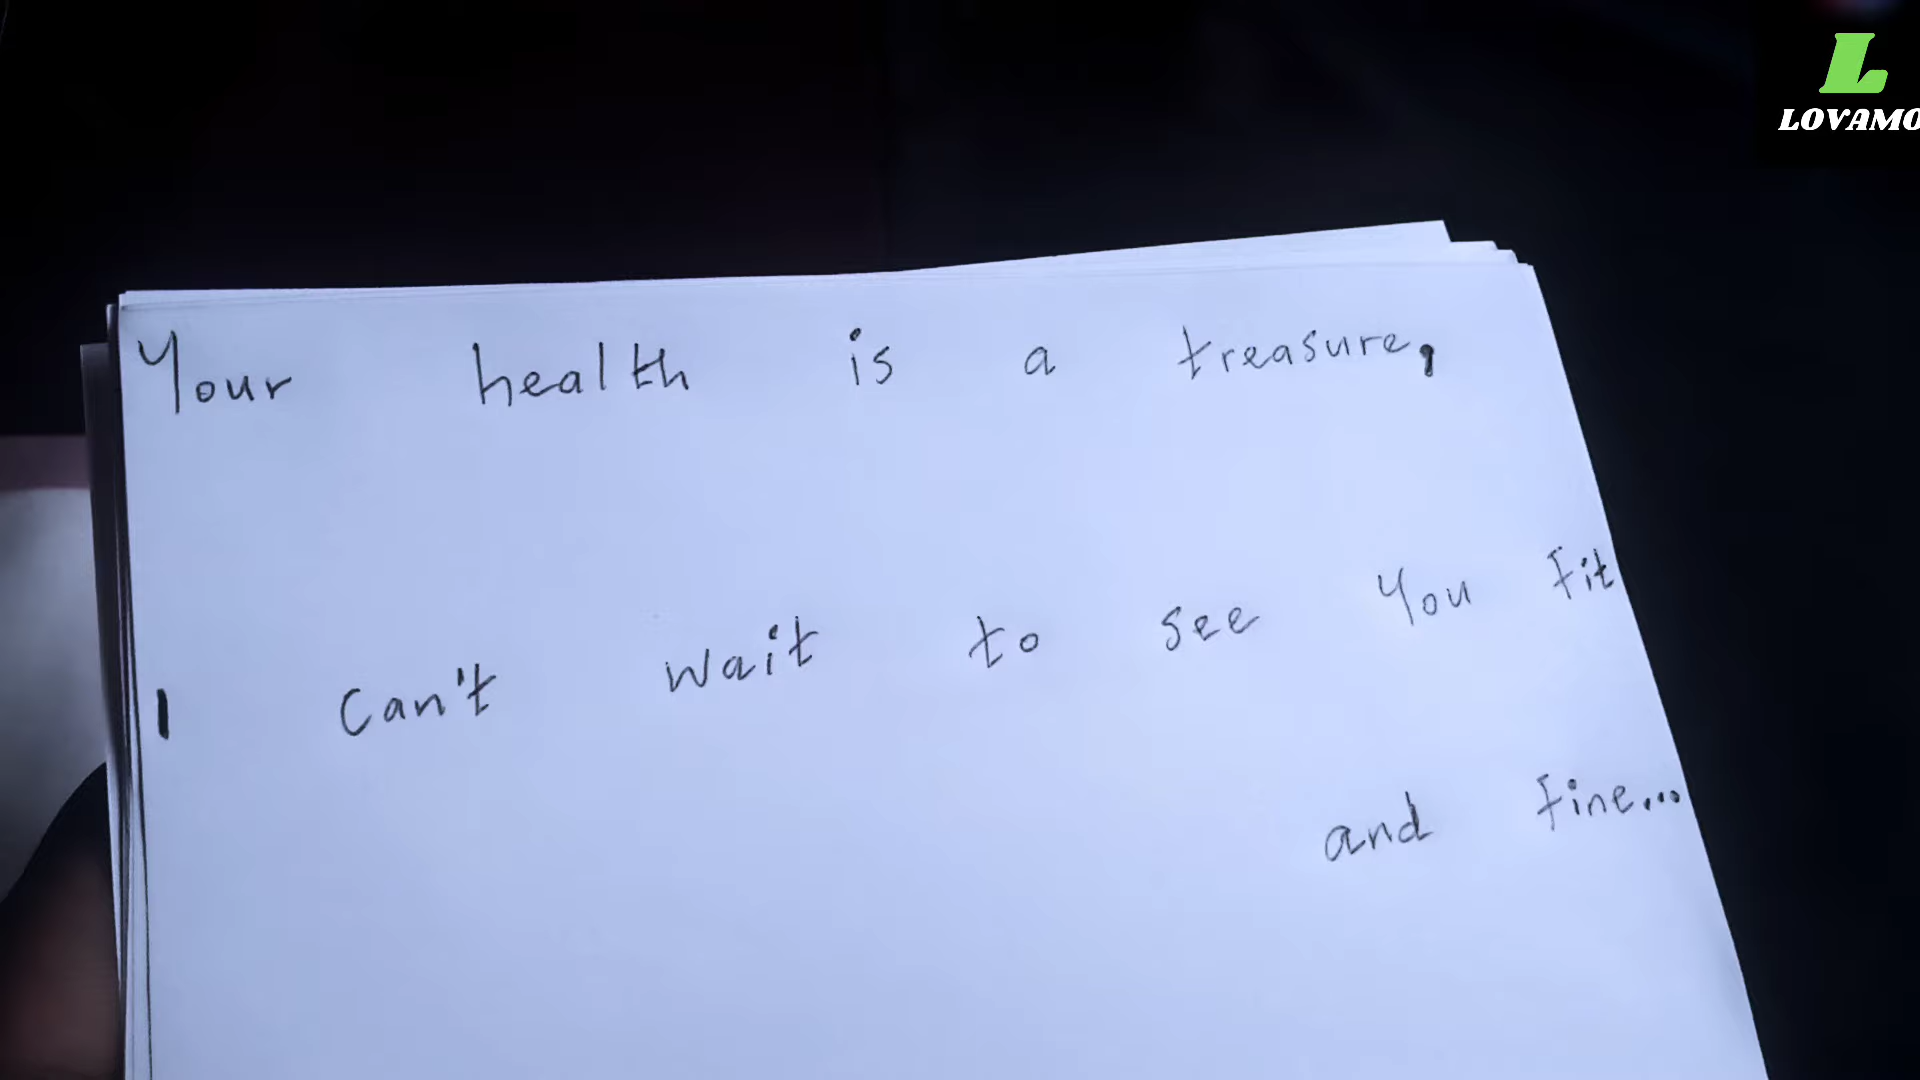 L
LOVAMO
Your health is a treasure,
I can't wait to see you fit
and fine...